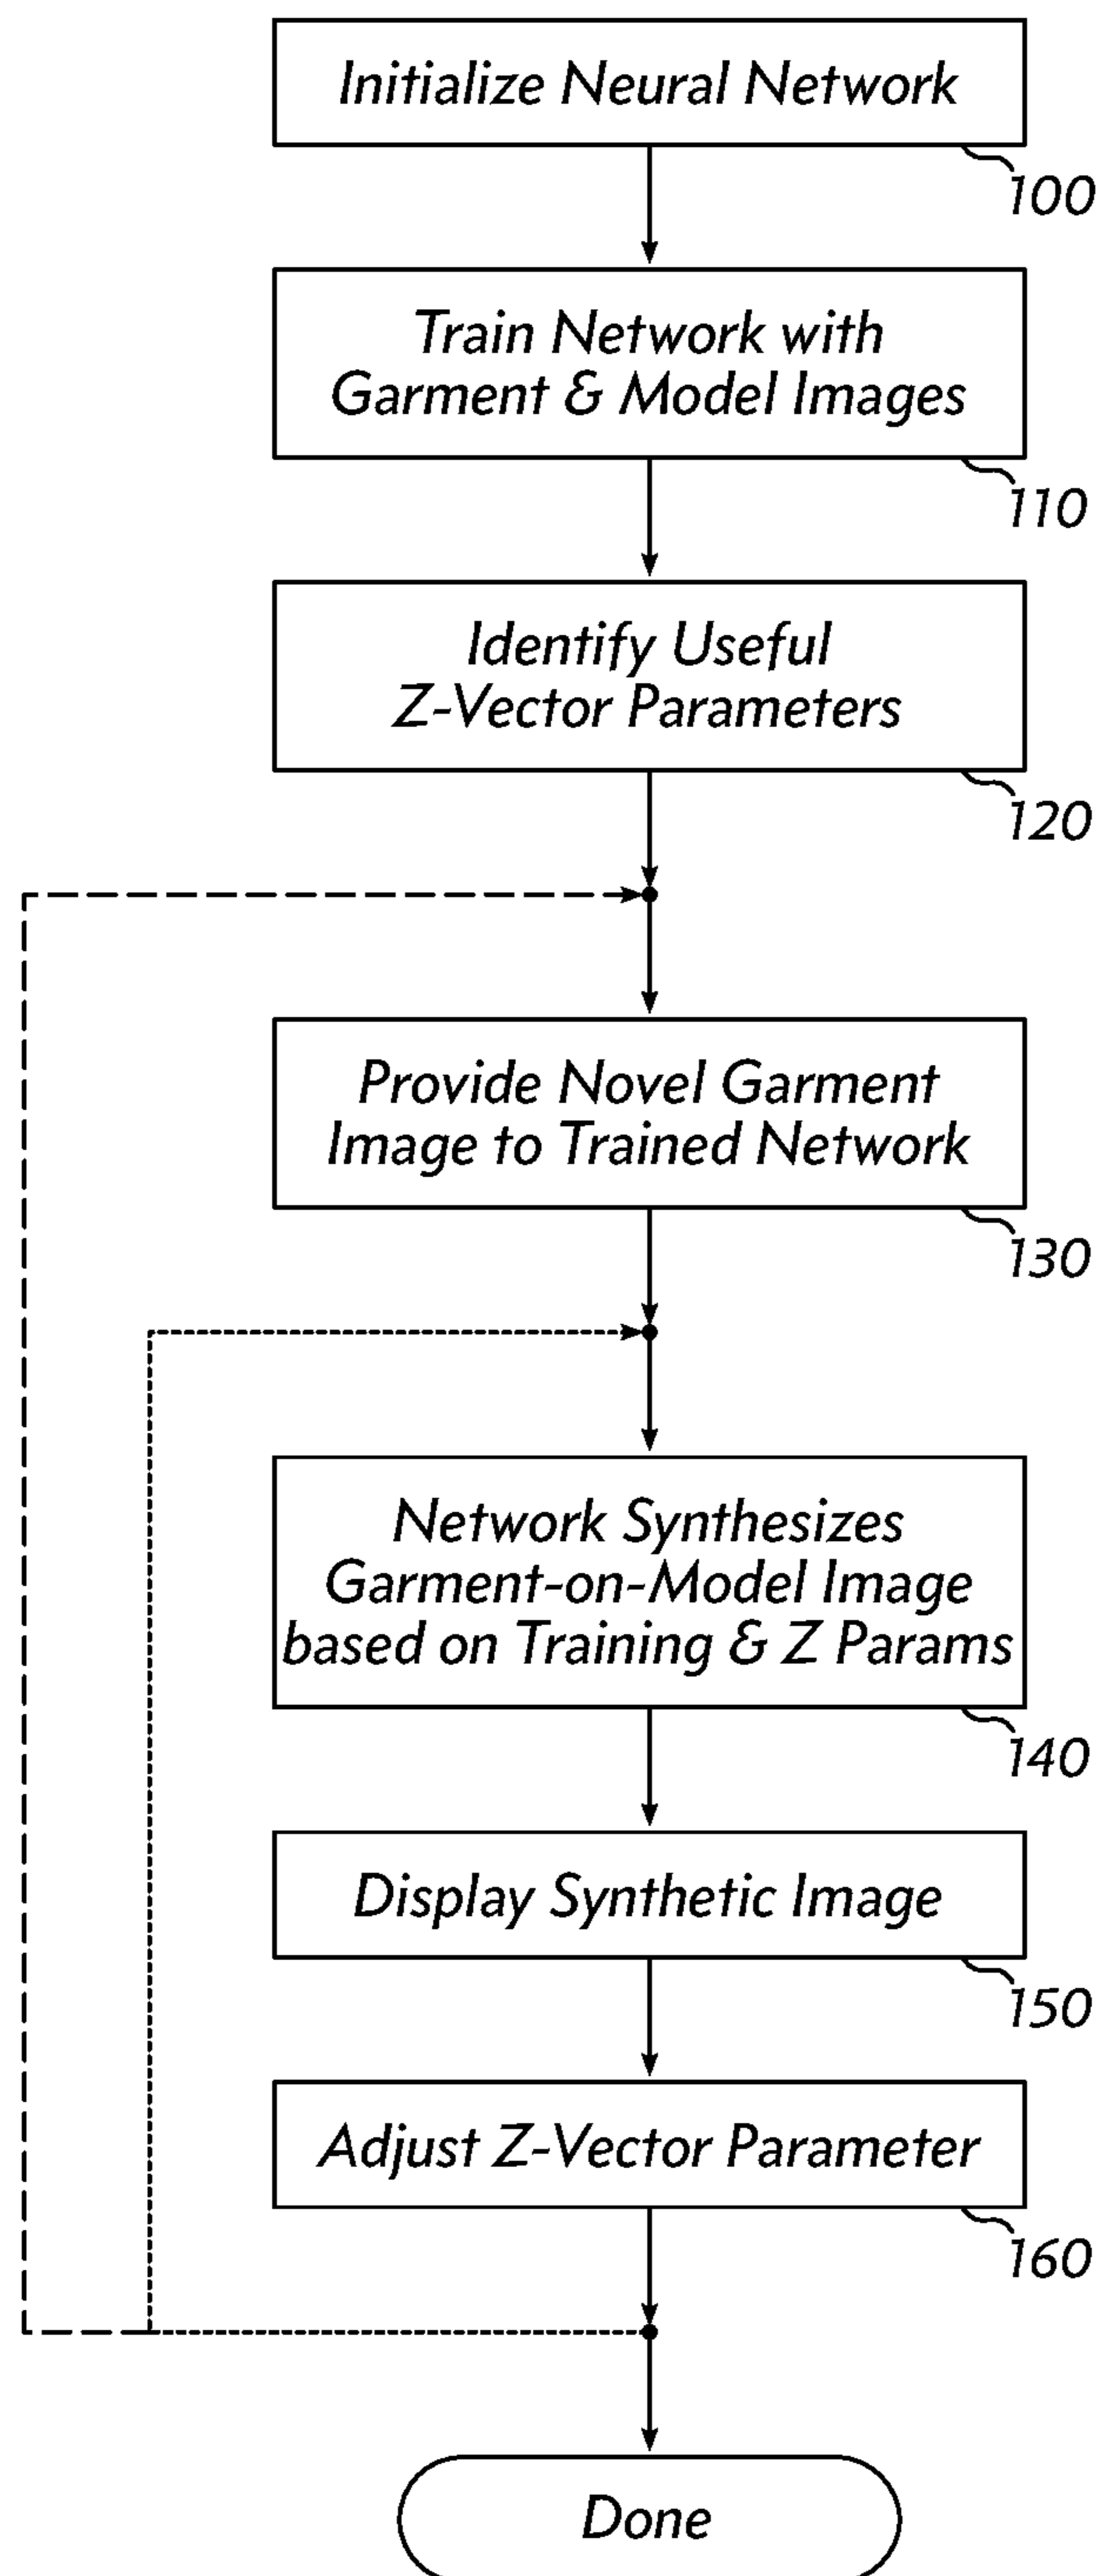 Initialize Neural Network
100
Train Network with
Garment & Model Images
110
Identify Useful
Z-Vector Parameters
120
Provide Novel Garment
Image to Trained Network
130
Network Synthesizes
Garment-on-Model Image
based on Training & Z Params
140
Display Synthetic Image
150
Adjust Z-Vector Parameter
160
Done